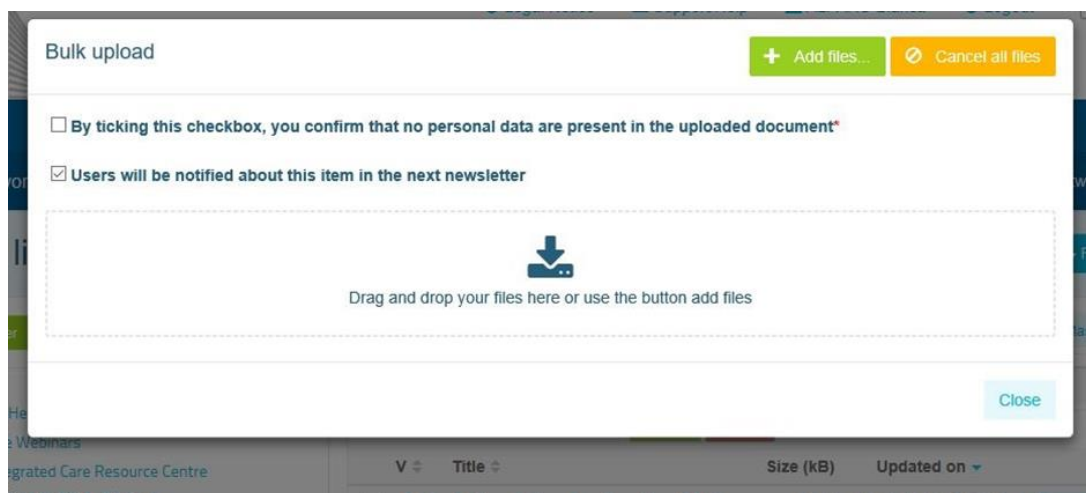 Bulk upload
Add files...
Cancel all files
By ticking this checkbox, you confirm that no personal data are present in the uploaded document*
Users will be notified about this item in the next newsletter
Drag and drop your files here or use the button add files
Close
Webinars
egrated Care Resource Centre
V Title Size (kB) Updated on